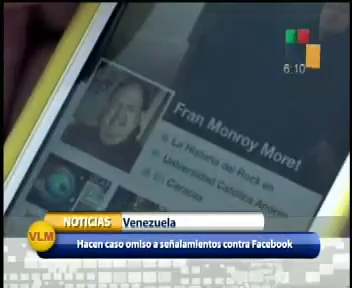 6:10
Fran Monroy Moret
La Historia del Rock en
Universidad Católica Andrés
Caracas
NOTICIAS Venezuela
VLM
Hacen caso omiso a señalamientos contra Facebook